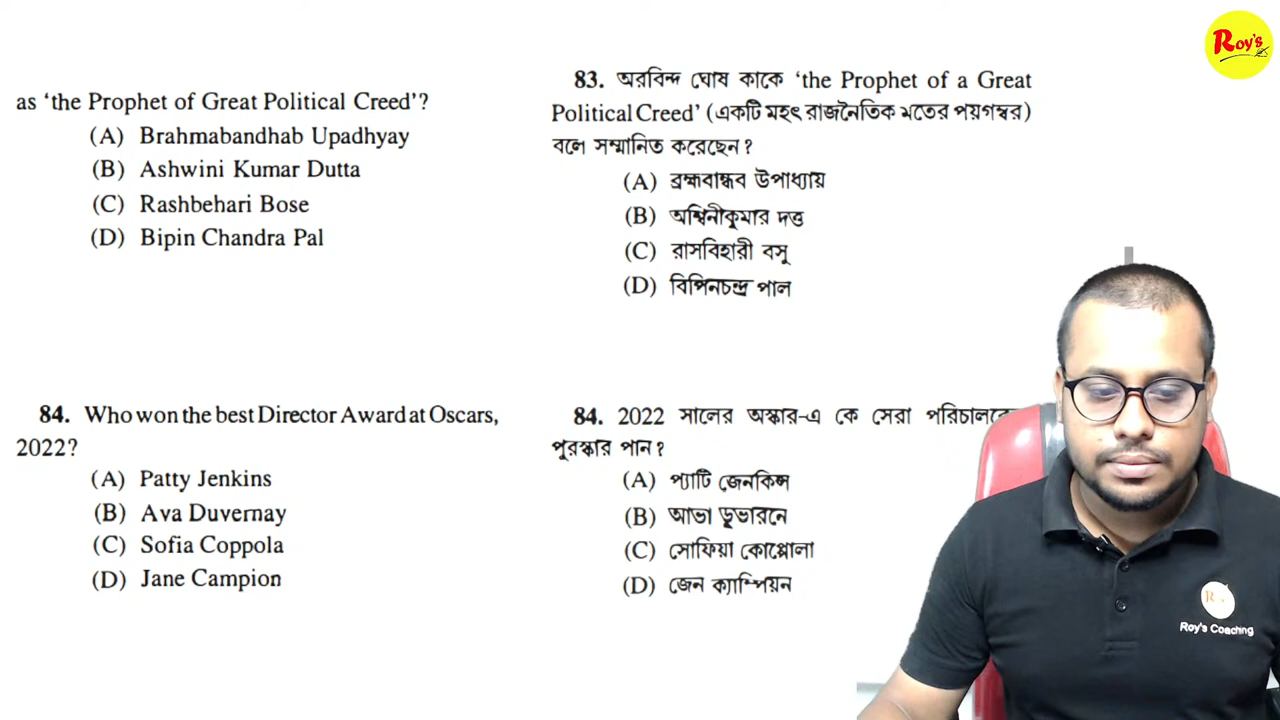 Roy's
as ‘the Prophet of Great Political Creed’?
(A) Brahmabandhab Upadhyay
(B) Ashwini Kumar Dutta
(C) Rashbehari Bose
(D) Bipin Chandra Pal
83. অরবিন্দ ঘোষ কাকে ‘the Prophet of a Great
Political Creed’ (একটি মহৎ রাজনৈতিক মতের পয়গম্বর)
বলে সম্মানিত করেছেন?
(A) ব্রহ্মবান্ধব উপাধ্যায়
(B) অশ্বিনীকুমার দত্ত
(C) রাসবিহারী বসু
(D) বিপিনচন্দ্র পাল
84. Who won the best Director Award at Oscars,
2022?
(A) Patty Jenkins
(B) Ava Duvernay
(C) Sofia Coppola
(D) Jane Campion
84. 2022 সালের অস্কার-এ কে সেরা
পুরস্কার পান?
(A) প্যাটি জেনকিন্স
(B) আভা ডুভারনে
(C) সোফিয়া কোপ্পোলা
(D) জেন ক্যাম্পিয়ন
Roy's Coaching